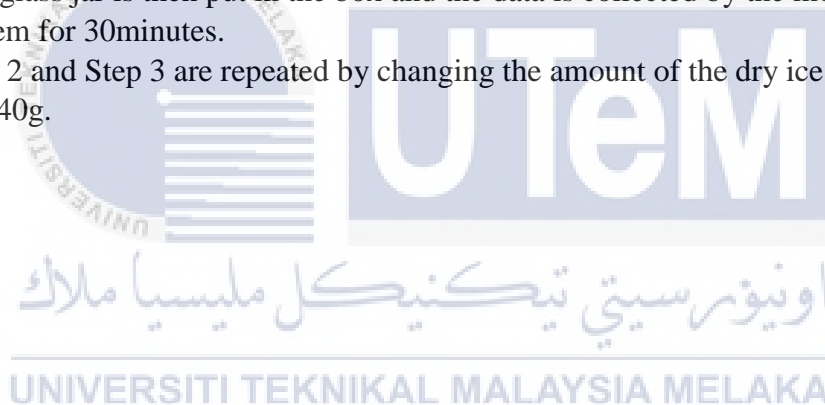 glass jar is then put in the box and the data is collected by the
em for 30minutes.
2 and Step 3 are repeated by changing the amount of the dry ice
40g.
UNIVERSITI
UTeM
اونيۏرسيتي تيكنيكل مليسيا ملاك
UNIVERSITI TEKNIKAL MALAYSIA MELAKA